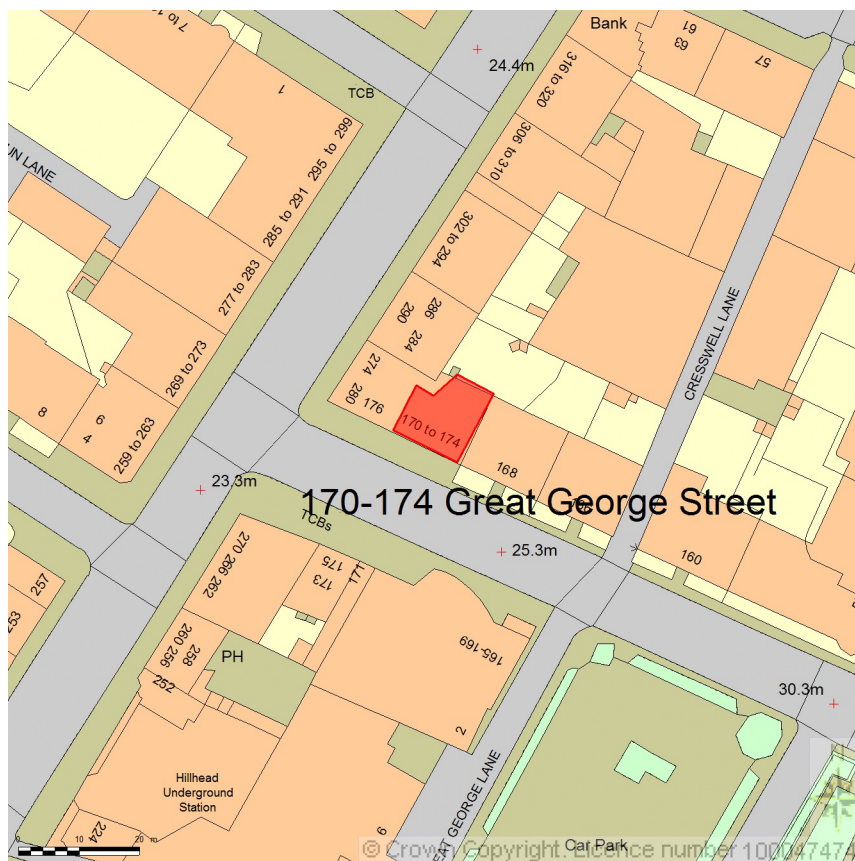 7 to
Bank
61
63
57
24.4m
1
TCB
316 to 320
295 to 299
306 to 310
LANE
285 to 291
302 to 294
277 to 283
286
290
284
CRESSWELL LANE
269 to 273
274
280
176
170 to 174
8
6
4
259 to 263
168
23.3m
170-174 Great George Street
TCBs
25.3m
160
270 266 262
175
173
171
257
253
260 256
258
165-169
PH
252
30.3m
2
Hillhead
Underground
Station
224
6
GEORGE LANE
Car Park
0 10 20 m
© Crown Copyright. Licence number 100047474